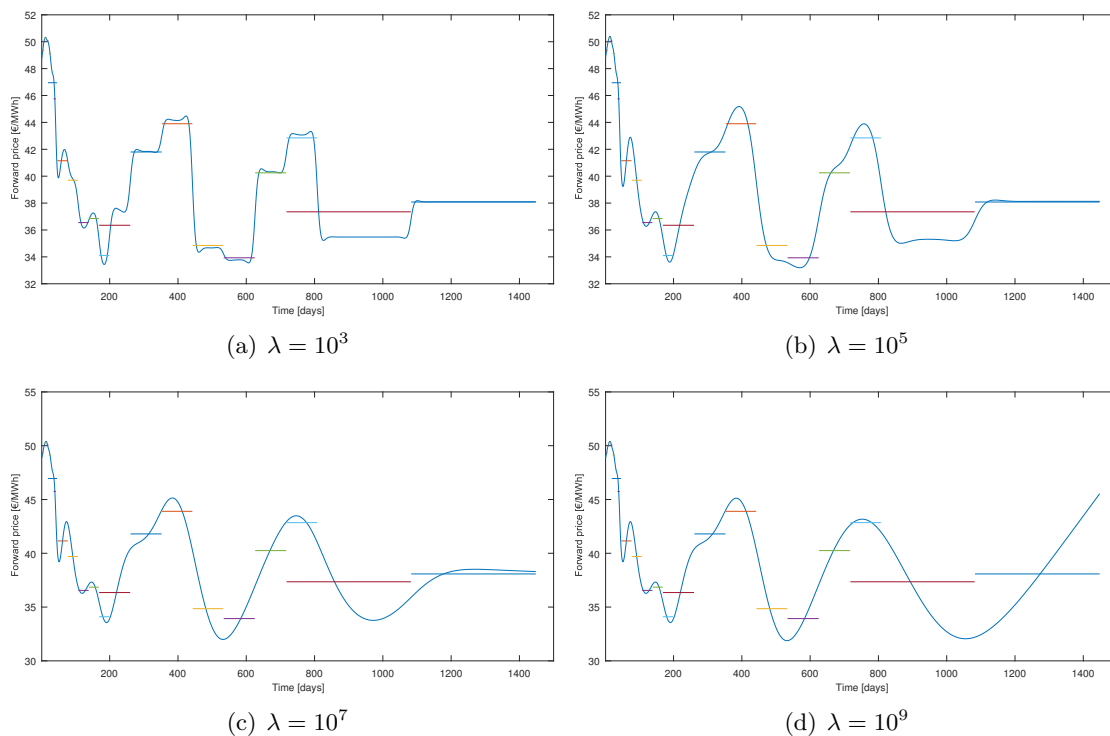 52
50
48
46
44
42
40
38
36
34
32
Forward price [€/MWh]
200 400 600 800 1000 1200 1400
Time [days]
(a) λ = 10³
52
50
48
46
44
42
40
38
36
34
32
Forward price [€/MWh]
200 400 600 800 1000 1200 1400
Time [days]
(b) λ = 10⁵
55
50
45
40
35
30
Forward price [€/MWh]
200 400 600 800 1000 1200 1400
Time [days]
(c) λ = 10⁷
55
50
45
40
35
30
Forward price [€/MWh]
200 400 600 800 1000 1200 1400
Time [days]
(d) λ = 10⁹